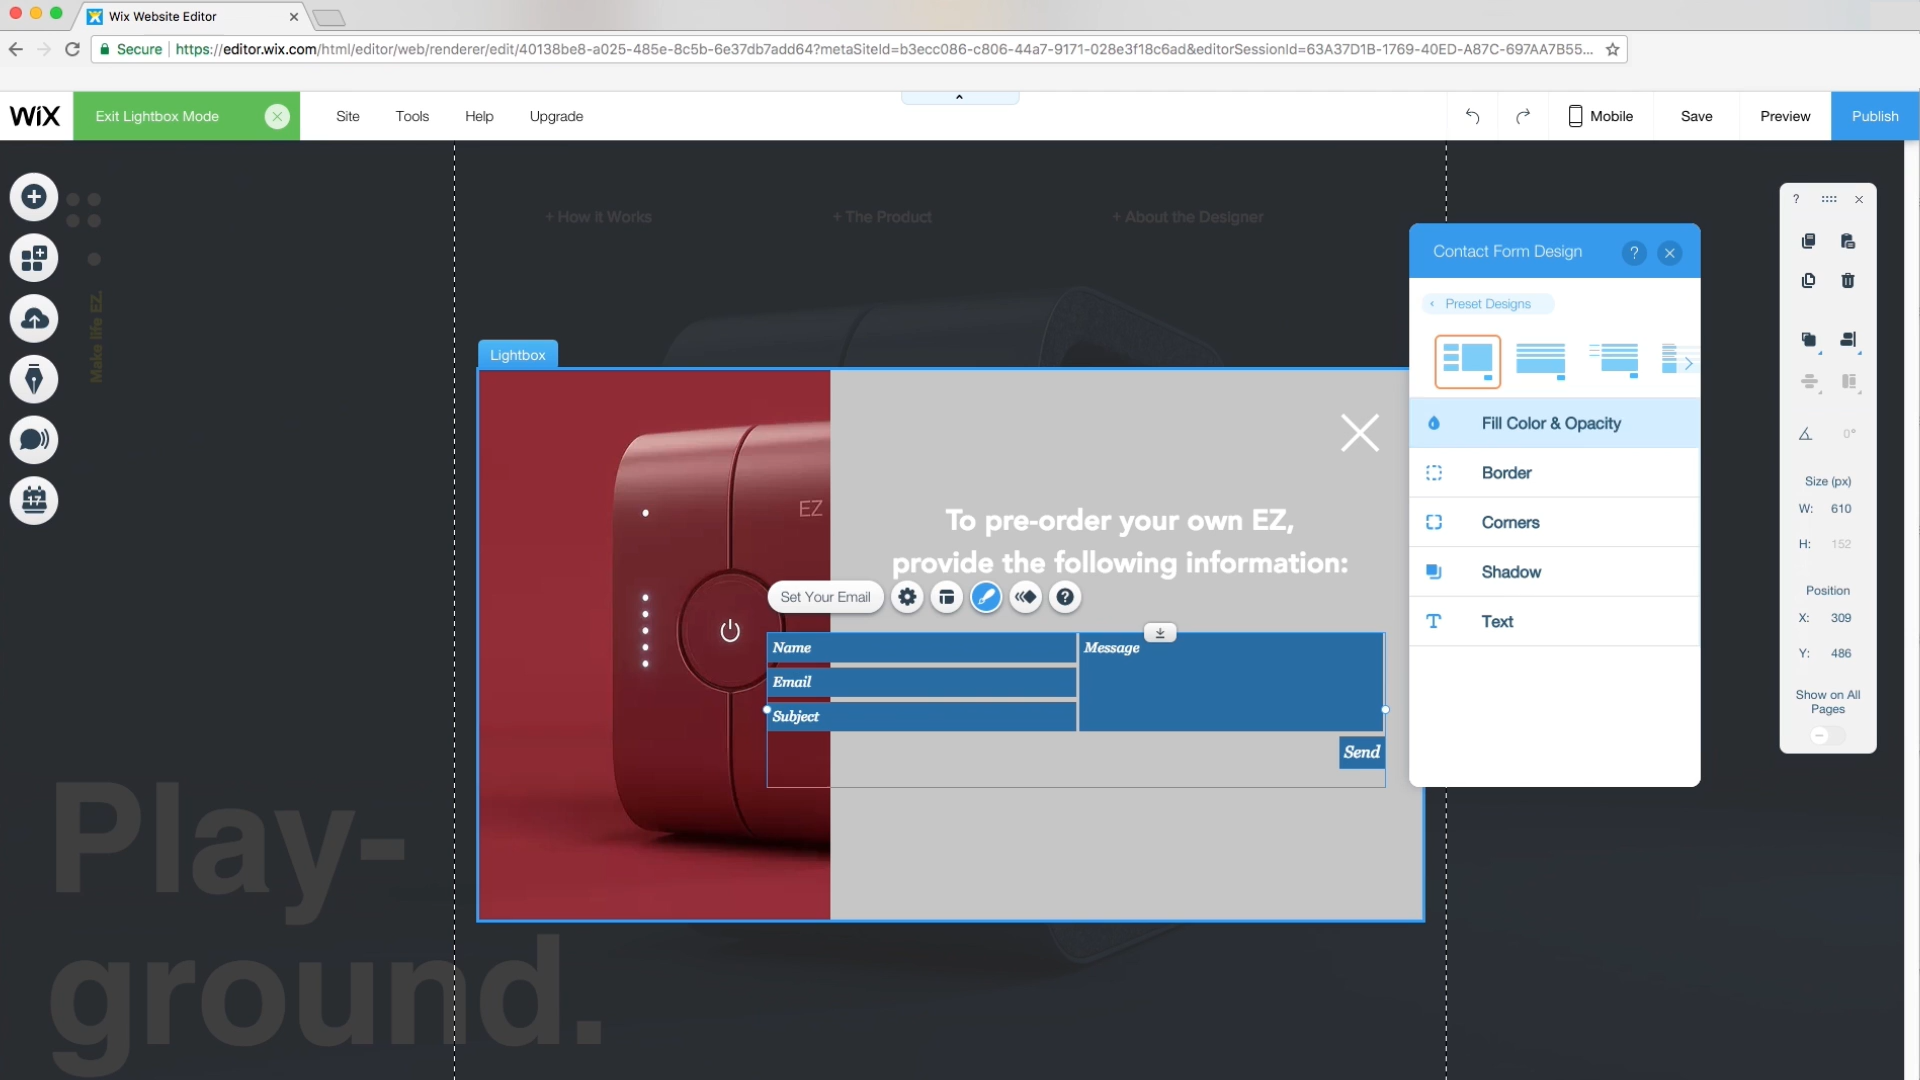 Wix Website Editor
Secure https://editor.wix.com/html/editor/web/renderer/edit/40138be8-a025-485e-8c5b-6e37db7add64?metaSiteId=b3ecc086-c806-44a7-9171-028e3f18c6ad&editorSessionId=63A37D1B-1769-40ED-A87C-697AA7B55...
WiX Exit Lightbox Mode Site Tools Help Upgrade Mobile Save Preview Publish
+ How it Works + The Product + About the Designer
Make life EZ.
17
Lightbox
EZ
To pre-order your own EZ,
provide the following information:
Set Your Email
Name
Email
Subject
Message
Send
Play-
ground.
Contact Form Design ?
Preset Designs
Fill Color & Opacity
Border
Corners
Shadow
T Text
?
0°
Size (px)
W: 610
H: 152
Position
X: 309
Y: 486
Show on All
Pages